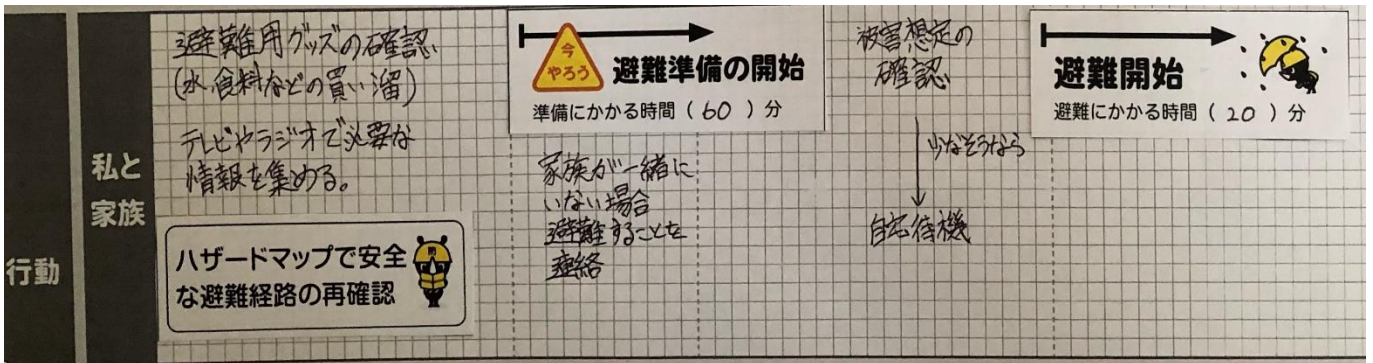 行動
私と
家族
避難用グッズの確認
(水、食料などの買い溜)
テレビやラジオで必要な
情報を集める。
ハザードマップで安全
な避難経路の再確認
今
やろう
避難準備の開始
準備にかかる時間（60）分
家族が一緒に
いない場合
避難することを
連絡
被害想定の
確認
少なそうなら
自宅待機
避難開始
避難にかかる時間（20）分